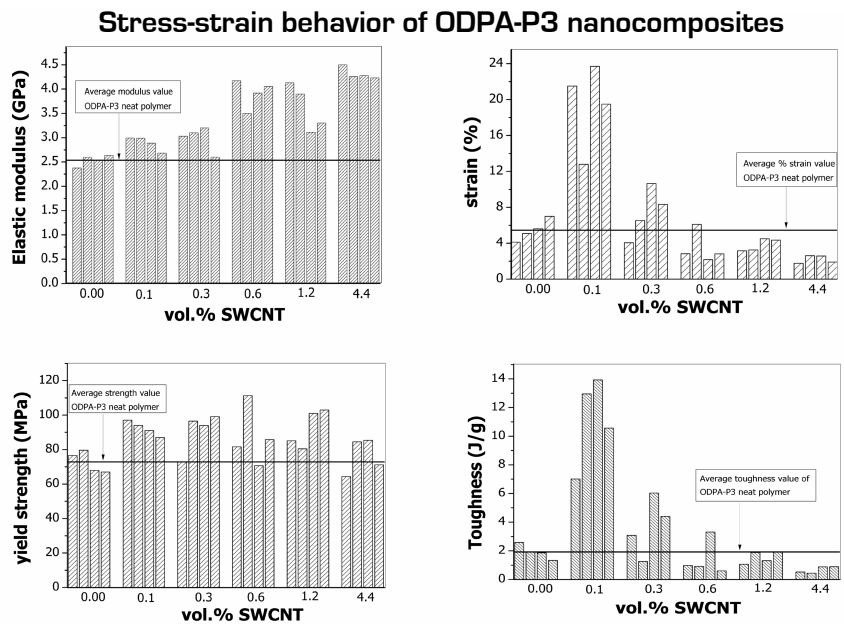 Stress-strain behavior of ODPA-P3 nanocomposites
Elastic modulus (GPa)
4.5
4.0
3.5
3.0
2.5
2.0
1.5
1.0
0.5
0.0
Average modulus value
ODPA-P3 neat polymer
0.00 0.1 0.3 0.6 1.2 4.4
vol.% SWCNT
strain (%)
24
20
16
12
8
4
0
Average % strain value
ODPA-P3 neat polymer
0.00 0.1 0.3 0.6 1.2 4.4
vol.% SWCNT
yield strength (MPa)
120
100
80
60
40
20
0
Average strength value
ODPA-P3 neat polymer
0.00 0.1 0.3 0.6 1.2 4.4
vol.% SWCNT
Toughness (J/g)
14
12
10
8
6
4
2
0
Average toughness value of
ODPA-P3 neat polymer
0.00 0.1 0.3 0.6 1.2 4.4
vol.% SWCNT